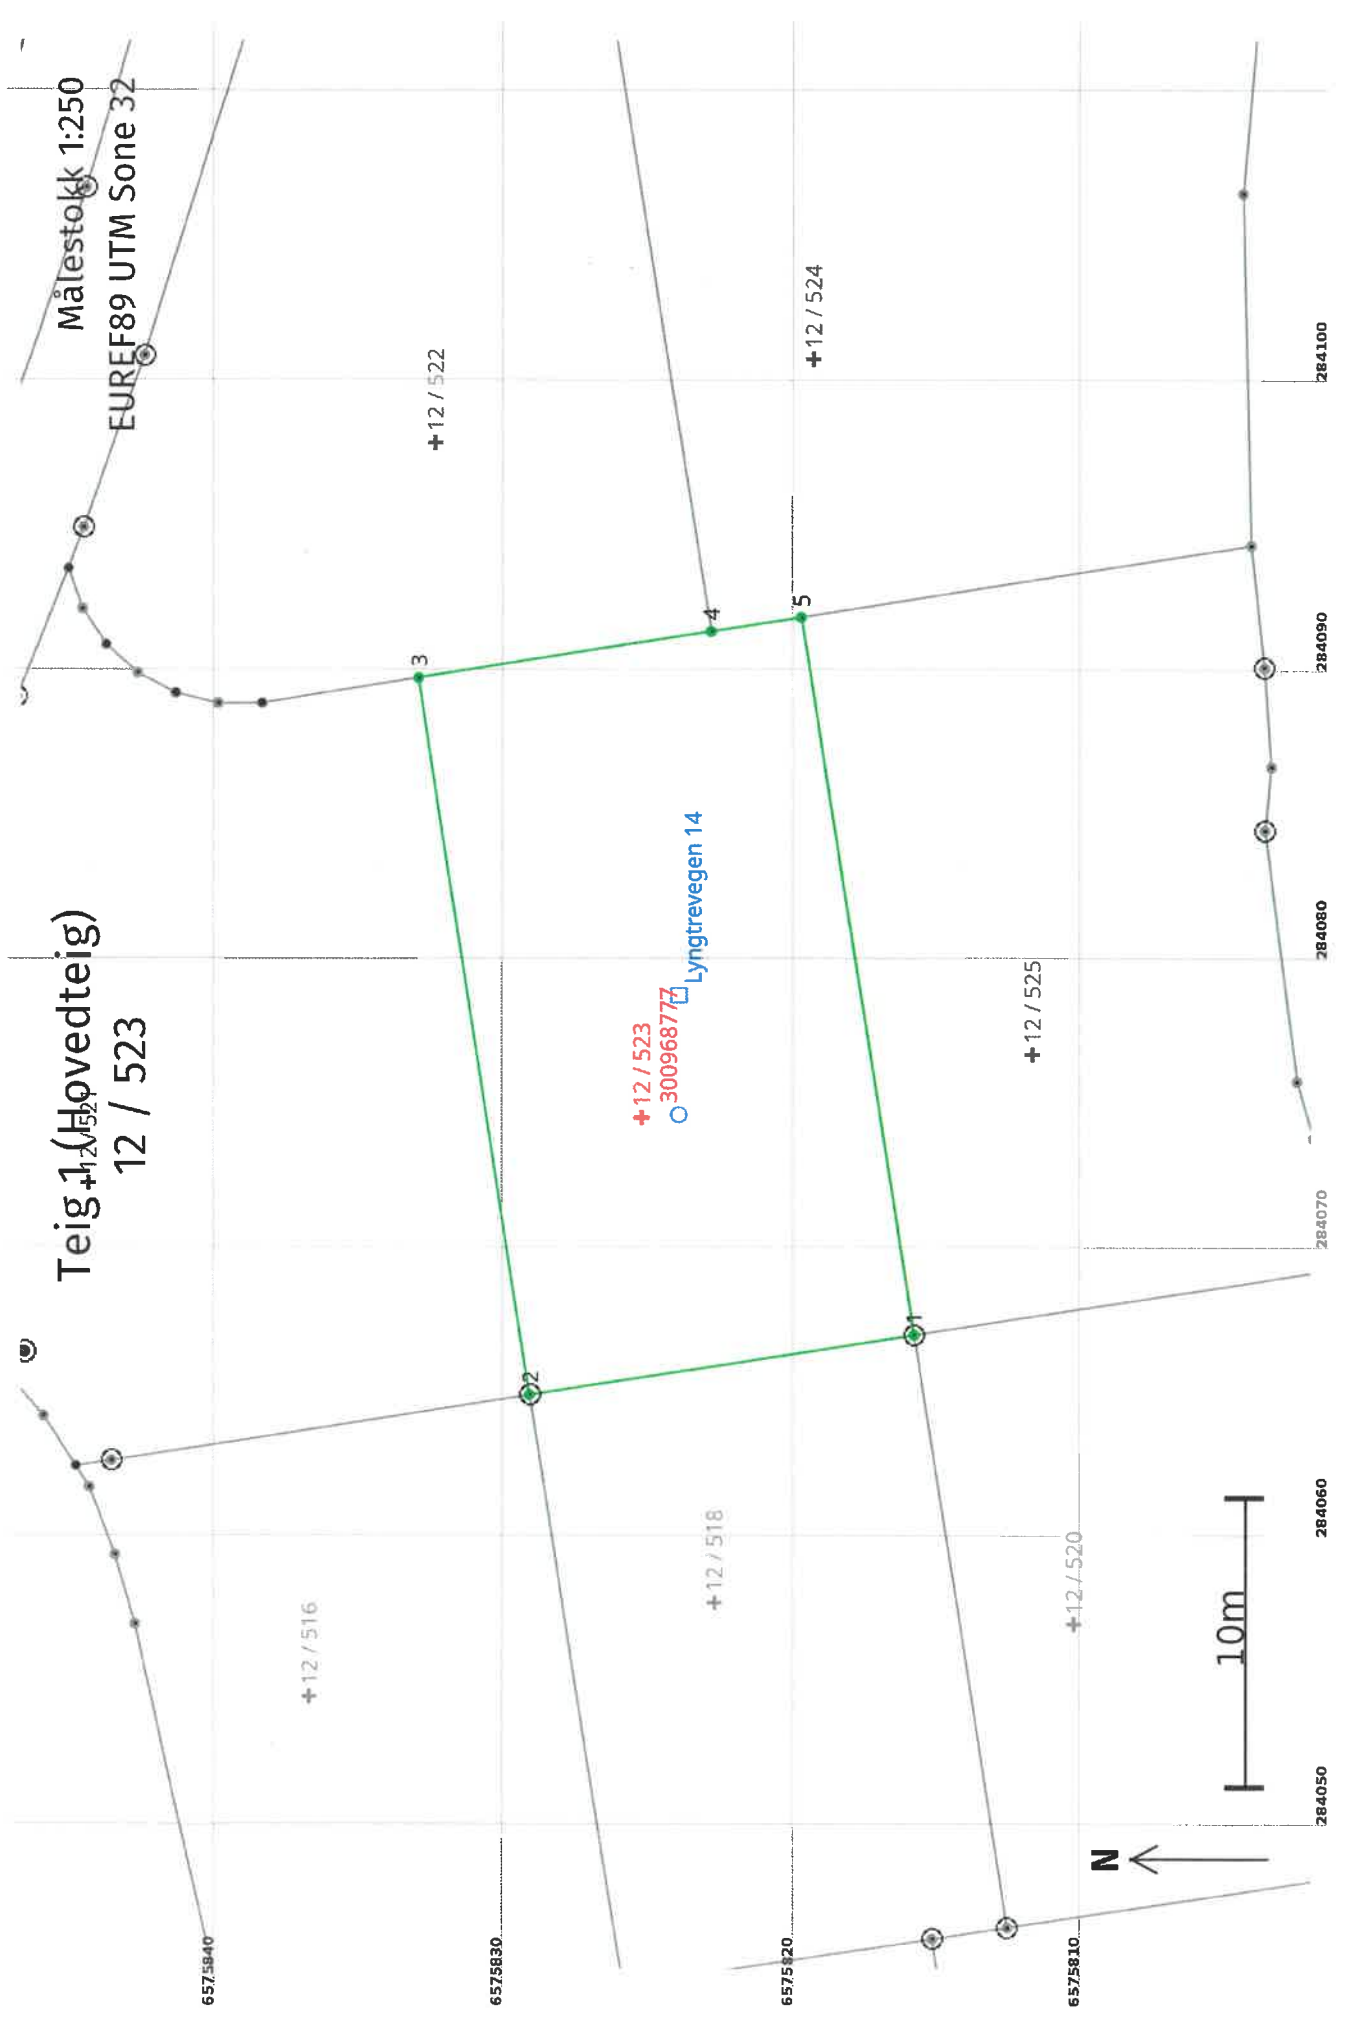 Teig 1 (Hovedteig)
12 / 523
Målestokk 1:250
EUREF89 UTM Sone 32
+12 / 521
+12 / 516
+12 / 522
+12 / 518
+12 / 523
300968777
Lyngtrevegen 14
+12 / 524
+12 / 525
+12 / 520
1
2
3
4
5
6575840
6575830
6575820
6575810
284050
284060
284070
284080
284090
284100
N
10m